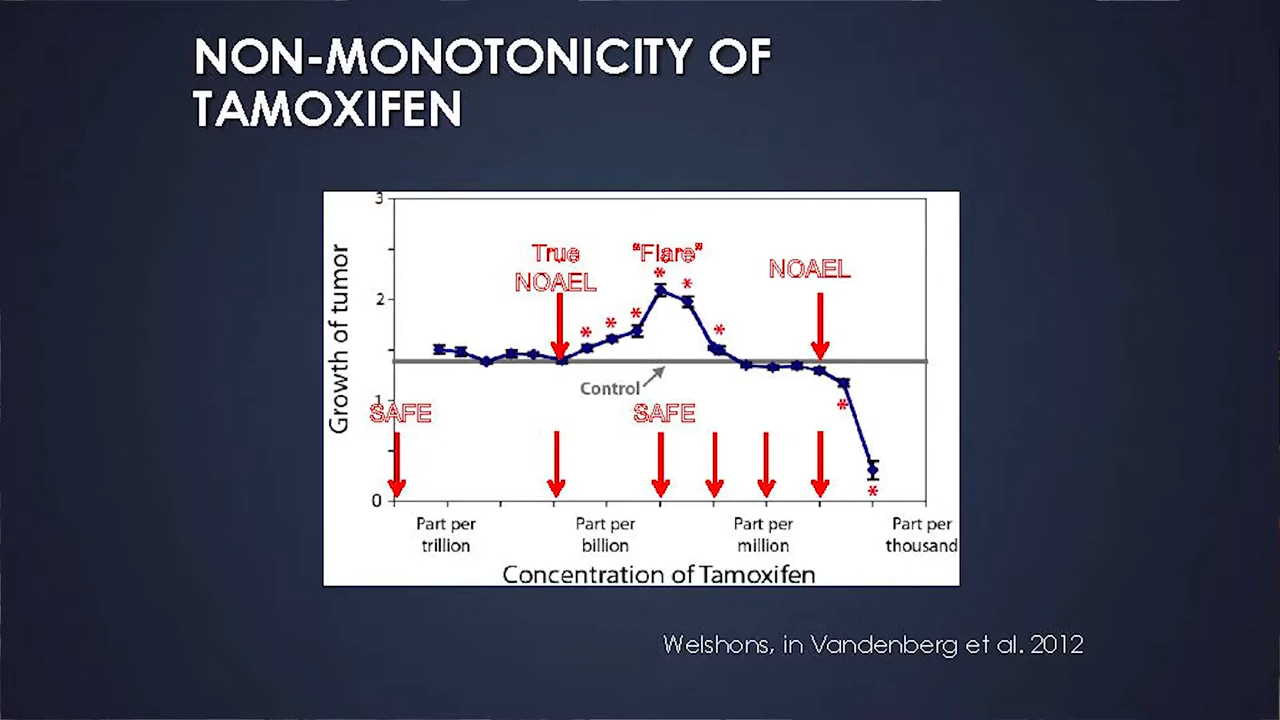 NON-MONOTONICITY OF
TAMOXIFEN
3
2
1
0
Growth of tumor
True
NOAEL
"Flare"
NOAEL
* * * * * *
Control
*
*
SAFE
SAFE
Part per
trillion
Part per
billion
Part per
million
Part per
thousand
Concentration of Tamoxifen
Welshons, in Vandenberg et al. 2012